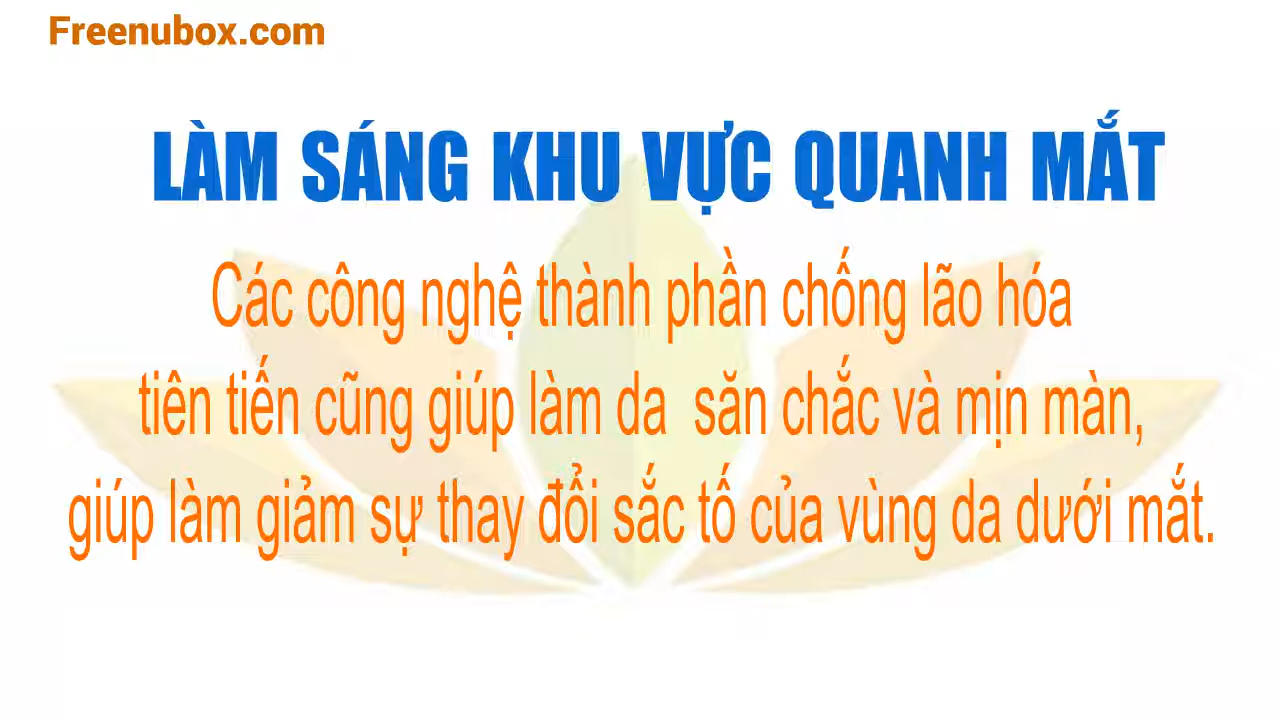 Freenubox.com
LÀM SÁNG KHU VỰC QUANH MẮT
Các công nghệ thành phần chống lão hóa
tiên tiến cũng giúp làm da săn chắc và mịn màn,
giúp làm giảm sự thay đổi sắc tố của vùng da dưới mắt.